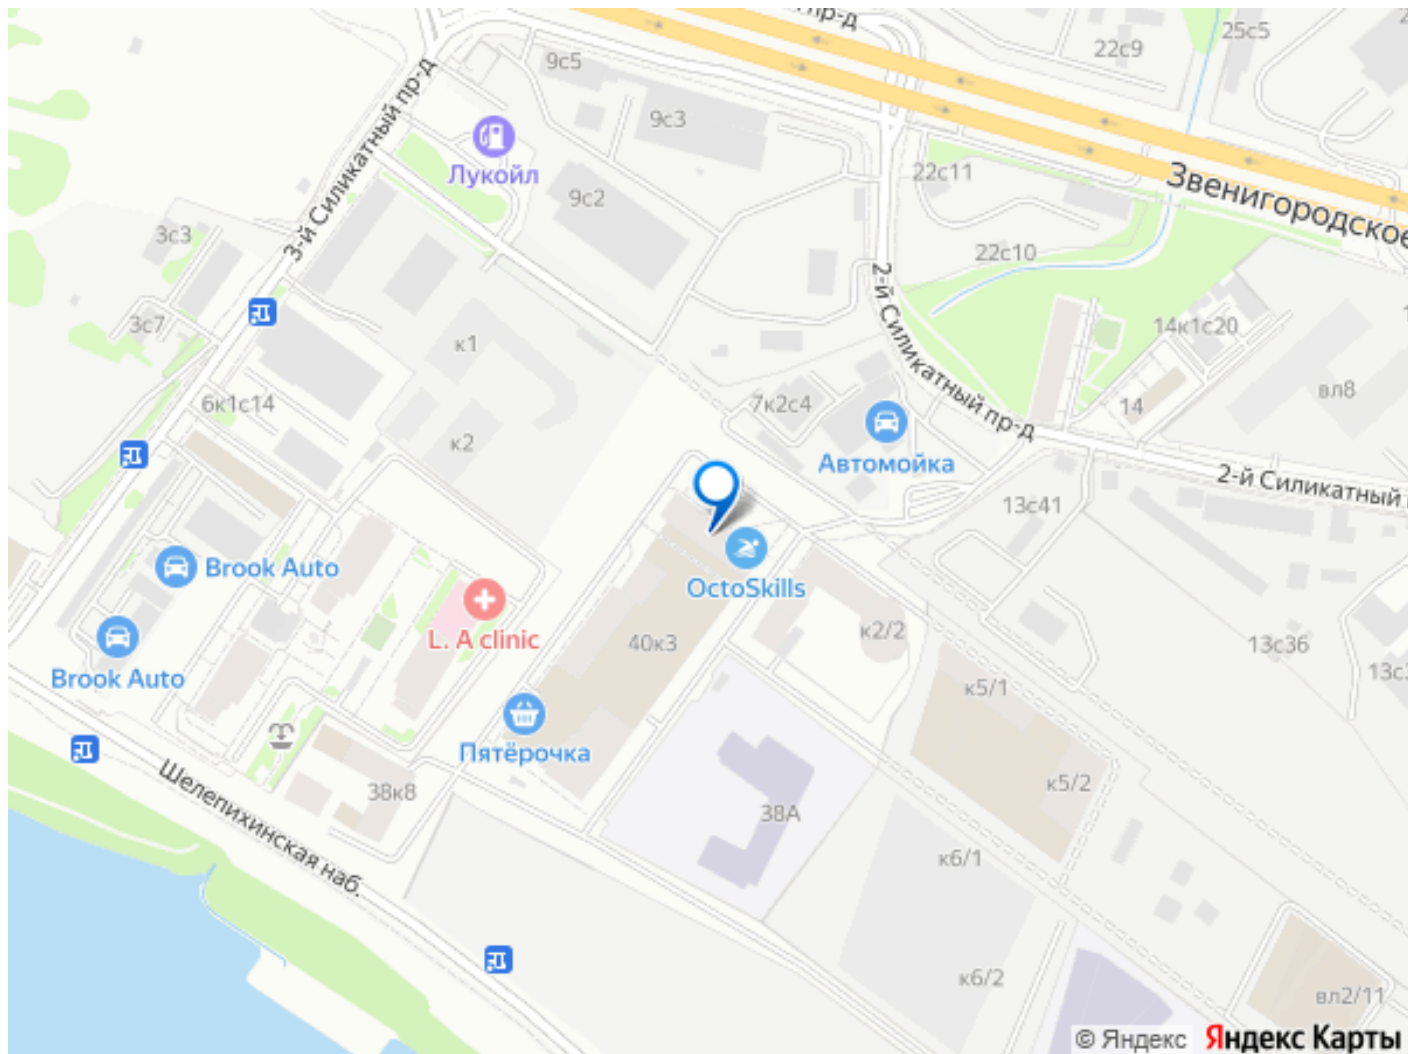 й пр-д
25с5
22с9
9с5
9с3
3-й Силикатный пр-д
Лукойл
22с11
Звенигородское
9с2
3с3
22с10
2-й Силикатный пр-д
3с7
14к1с20
к1
вл8
6к1с14
7к2с4
14
к2
Автомойка
2-й Силикатный
13с41
Brook Auto
OctoSkills
L. A clinic
40к3
к2/2
13с36
13с3
Brook Auto
к5/1
Пятёрочка
к5/2
38к8
38А
Шелепихинская наб.
к6/1
к6/2
вл2/11
© Яндекс Яндекс Карты